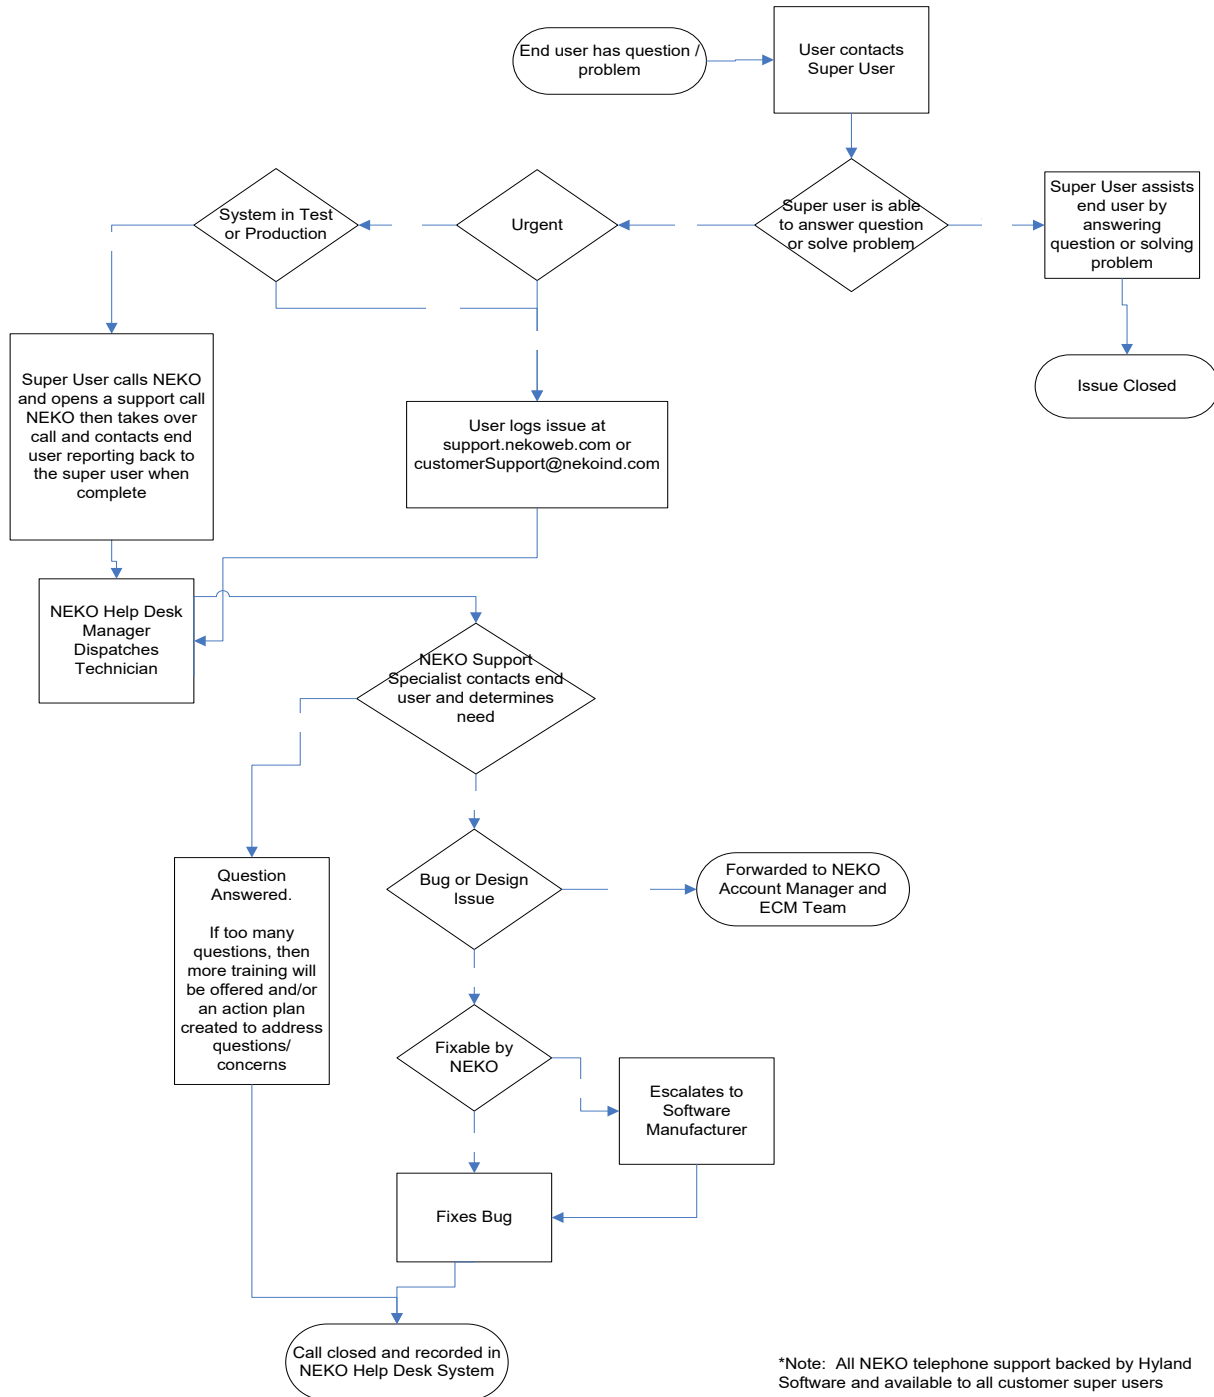 End user has question /
problem
User contacts
Super User
System in Test
or Production
Urgent
Super user is able
to answer question
or solve problem
Super User assists
end user by
answering
question or solving
problem
Issue Closed
Super User calls NEKO
and opens a support call
NEKO then takes over
call and contacts end
user reporting back to
the super user when
complete
User logs issue at
support.nekoweb.com or
customerSupport@nekoind.com
NEKO Help Desk
Manager
Dispatches
Technician
NEKO Support
Specialist contacts end
user and determines
need
Question
Answered.
If too many
questions, then
more training will
be offered and/or
an action plan
created to address
questions/
concerns
Bug or Design
Issue
Forwarded to NEKO
Account Manager and
ECM Team
Fixable by
NEKO
Escalates to
Software
Manufacturer
Fixes Bug
Call closed and recorded in
NEKO Help Desk System
*Note:  All NEKO telephone support backed by Hyland
Software and available to all customer super users